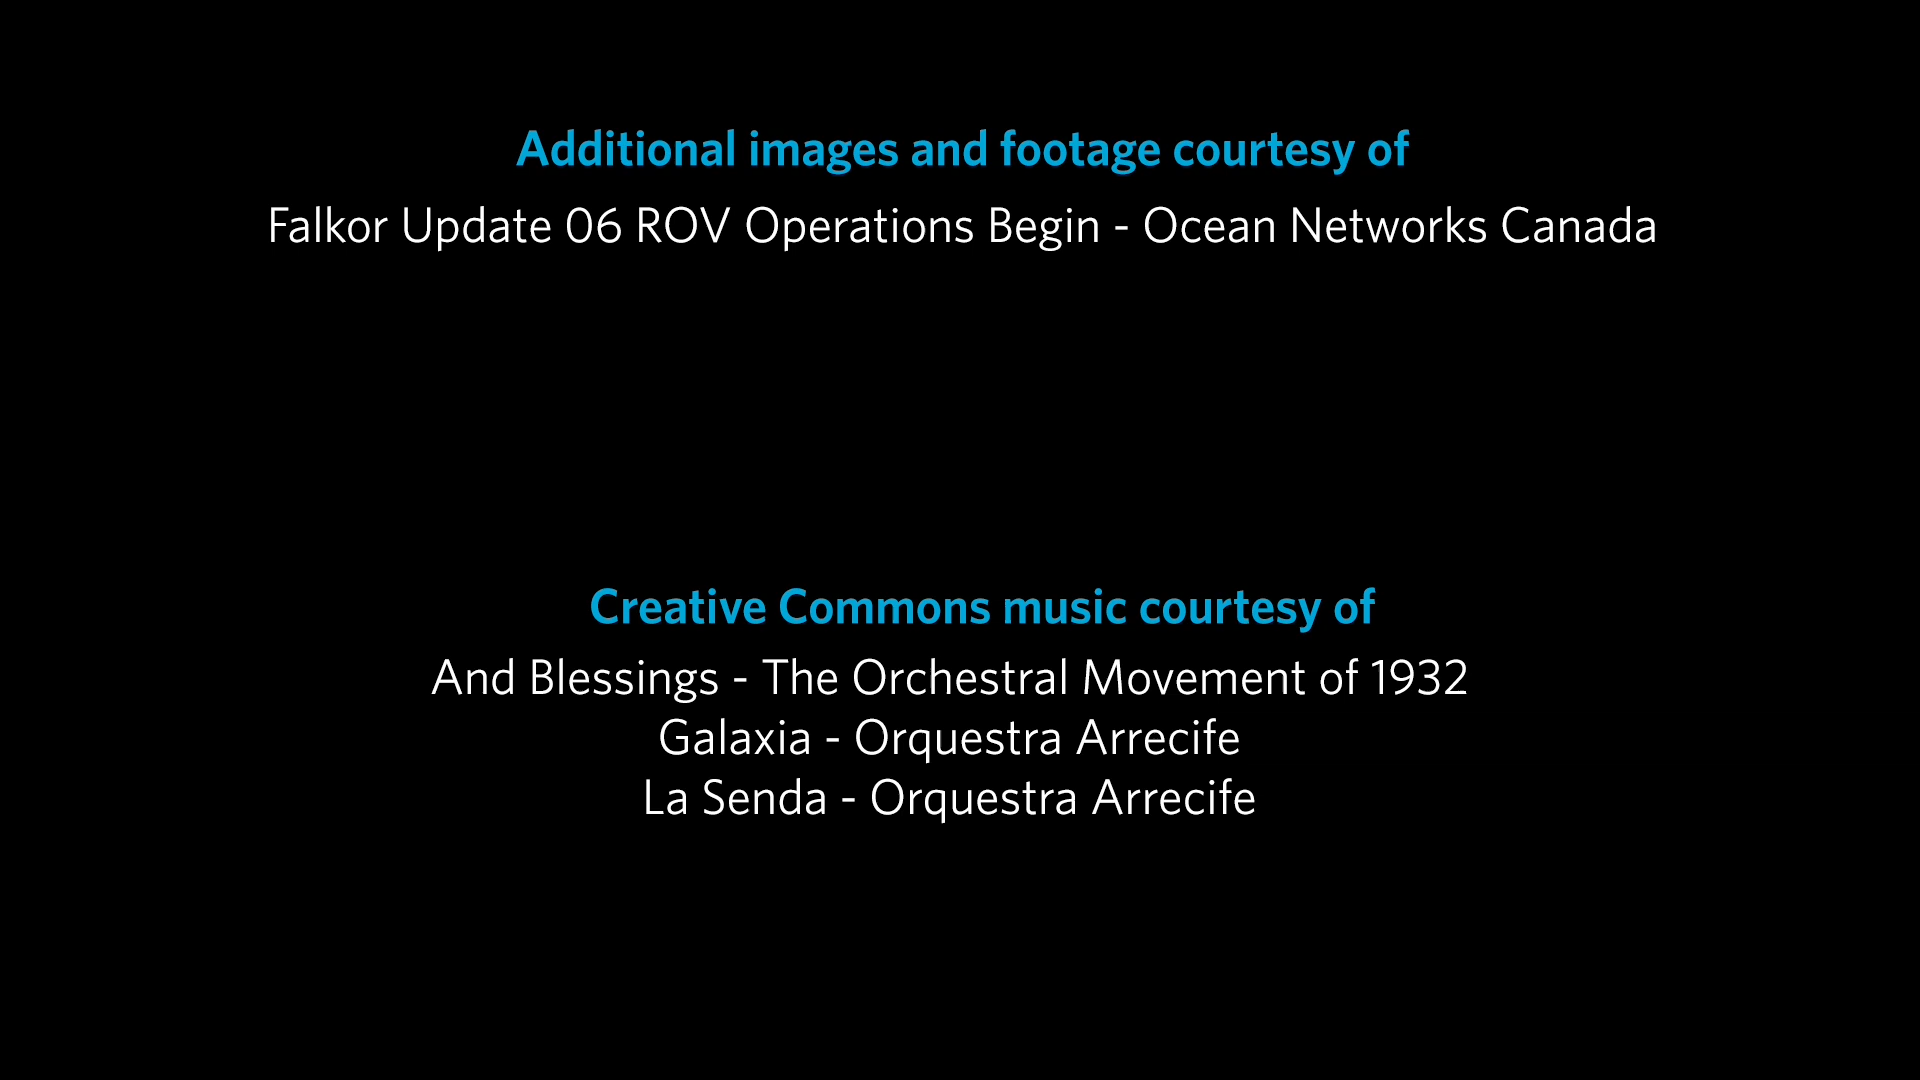 Additional images and footage courtesy of
Falkor Update 06 ROV Operations Begin - Ocean Networks Canada
Creative Commons music courtesy of
And Blessings - The Orchestral Movement of 1932
Galaxia - Orquestra Arrecife
La Senda - Orquestra Arrecife